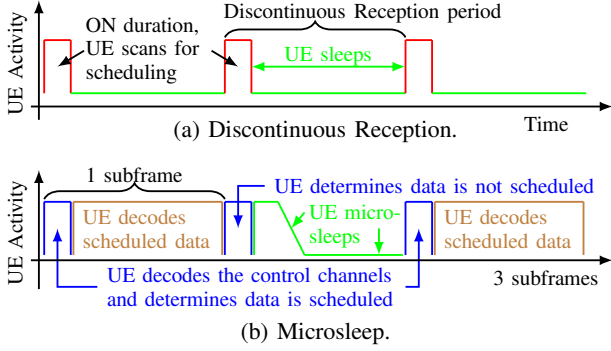 UE Activity
ON duration,
UE scans for
scheduling
Discontinuous Reception period
UE sleeps
Time
(a) Discontinuous Reception.
UE Activity
1 subframe
UE determines data is not scheduled
UE decodes
scheduled data
UE micro-
sleeps
UE decodes
scheduled data
UE decodes the control channels
and determines data is scheduled
3 subframes
(b) Microsleep.